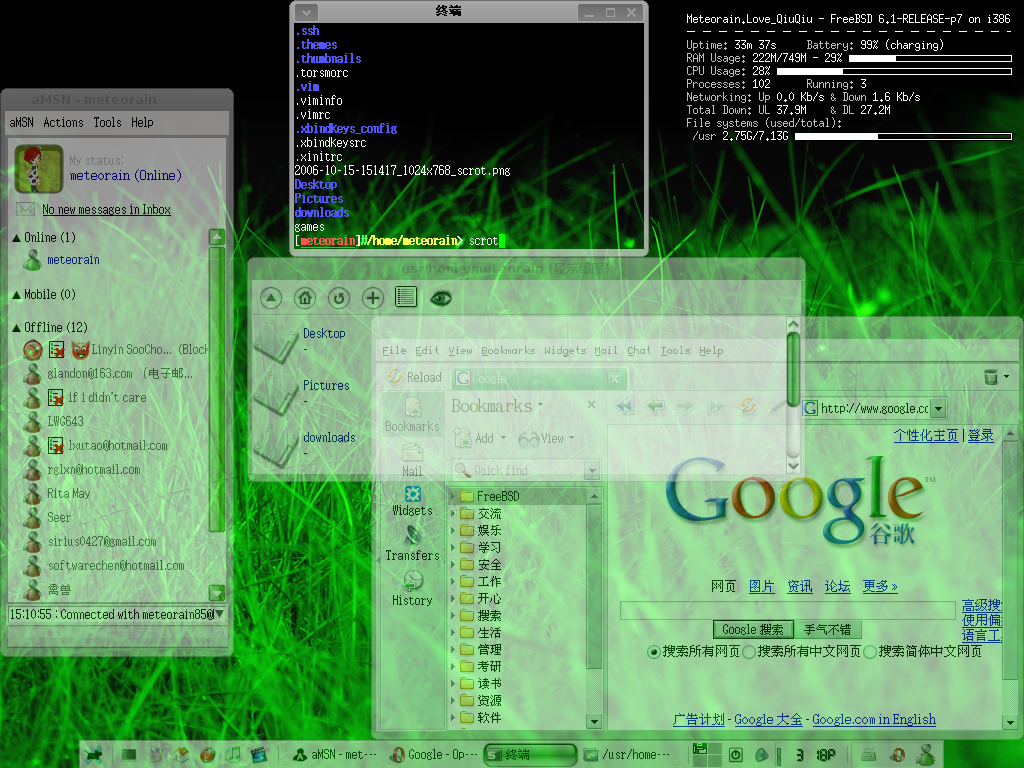 终端
.ssh
.themes
.thumbnails
.torsmorc
.vim
.viminfo
.vimrc
.xbindkeys_config
.xbindkeysrc
.xinitrc
2006-10-15-151417_1024x768_scrot.png
Desktop
Pictures
downloads
games
[meteorain]#/home/meteorain> scrot
Meteorain.Love_QiuQiu - FreeBSD 6.1-RELEASE-p7 on i386
Uptime: 33m 37s Battery: 99% (charging)
RAM Usage: 222M/749M - 29%
CPU Usage: 28%
Processes: 102 Running: 3
Networking: Up 0.0 Kb/s & Down 1.6 Kb/s
Total Down: UL 37.9M & DL 27.2M
File systems (used/total):
/usr 2.75G/7.13G
aMSN - meteorain
aMSN Actions Tools Help
My status:
meteorain (Online)
No new messages in Inbox
Online (1)
meteorain
Mobile (0)
Offline (12)
Linyin SooCho... (Block
glandon@163.com （电子邮...
if i didn't care
LWG643
lxutao@hotmail.com
rglxn@hotmail.com
Rita May
Seer
sirius0427@gmail.com
softwarechen@hotmail.com
禽兽
15:10:55 : Connected with meteorain85@
usr/home/meteorain
Desktop
-
Pictures
-
downloads
-
File Edit View Bookmarks Widgets Mail Chat Tools Help
Reload
Google
Bookmarks
Mail
Widgets
Transfers
History
Bookmarks
Add View
Quick find
FreeBSD
交流
娱乐
学习
安全
工作
开心
搜索
生活
管理
考研
读书
资源
软件
http://www.google.cc
个性化主页 | 登录
Google™
谷歌
网页 图片 资讯 论坛 更多 »
高级搜
使用偏
语言工
Google 搜索 手气不错
搜索所有网页 搜索所有中文网页 搜索简体中文网页
广告计划 - Google 大全 - Google.com in English
aMSN - met··· Google - Op··· 终端 /usr/home··· 3 18P